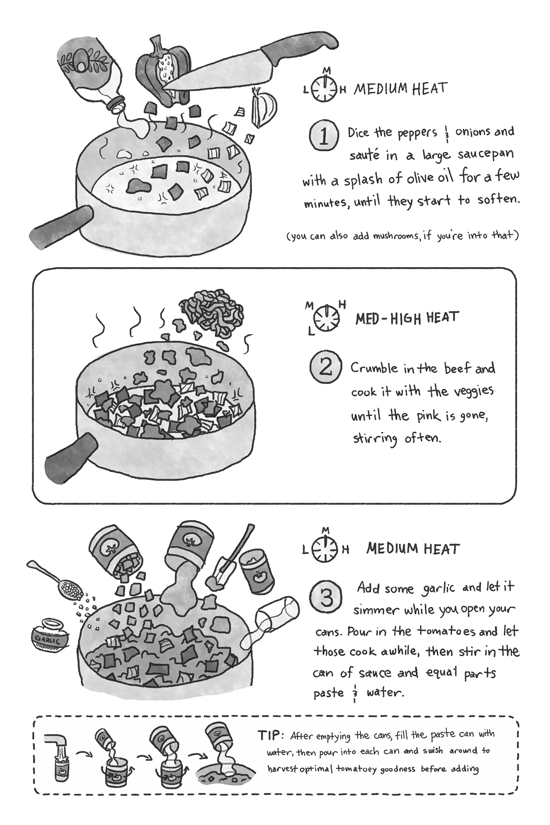 M
L H MEDIUM HEAT
1 Dice the peppers & onions and
sauté in a large saucepan
with a splash of olive oil for a few
minutes, until they start to soften.
(you can also add mushrooms, if you're into that)
M H
L MED-HIGH HEAT
2 Crumble in the beef and
cook it with the veggies
until the pink is gone,
stirring often.
M
L H MEDIUM HEAT
3 Add some garlic and let it
simmer while you open your
cans. Pour in the tomatoes and let
those cook awhile, then stir in the
can of sauce and equal parts
paste & water.
GARLIC
TIP: After emptying the cans, fill the paste can with
water, then pour into each can and swish around to
harvest optimal tomatoey goodness before adding